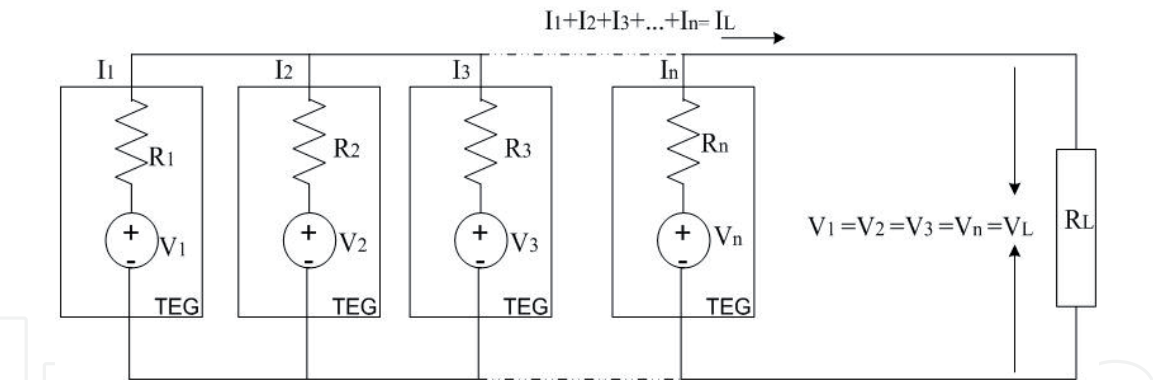 I1+I2+I3+...+In= IL
I1 I2 I3 In
R1 R2 R3 Rn
+ + + +
V1 V2 V3 Vn V1=V2=V3=Vn=VL RL
- - - -
TEG TEG TEG TEG